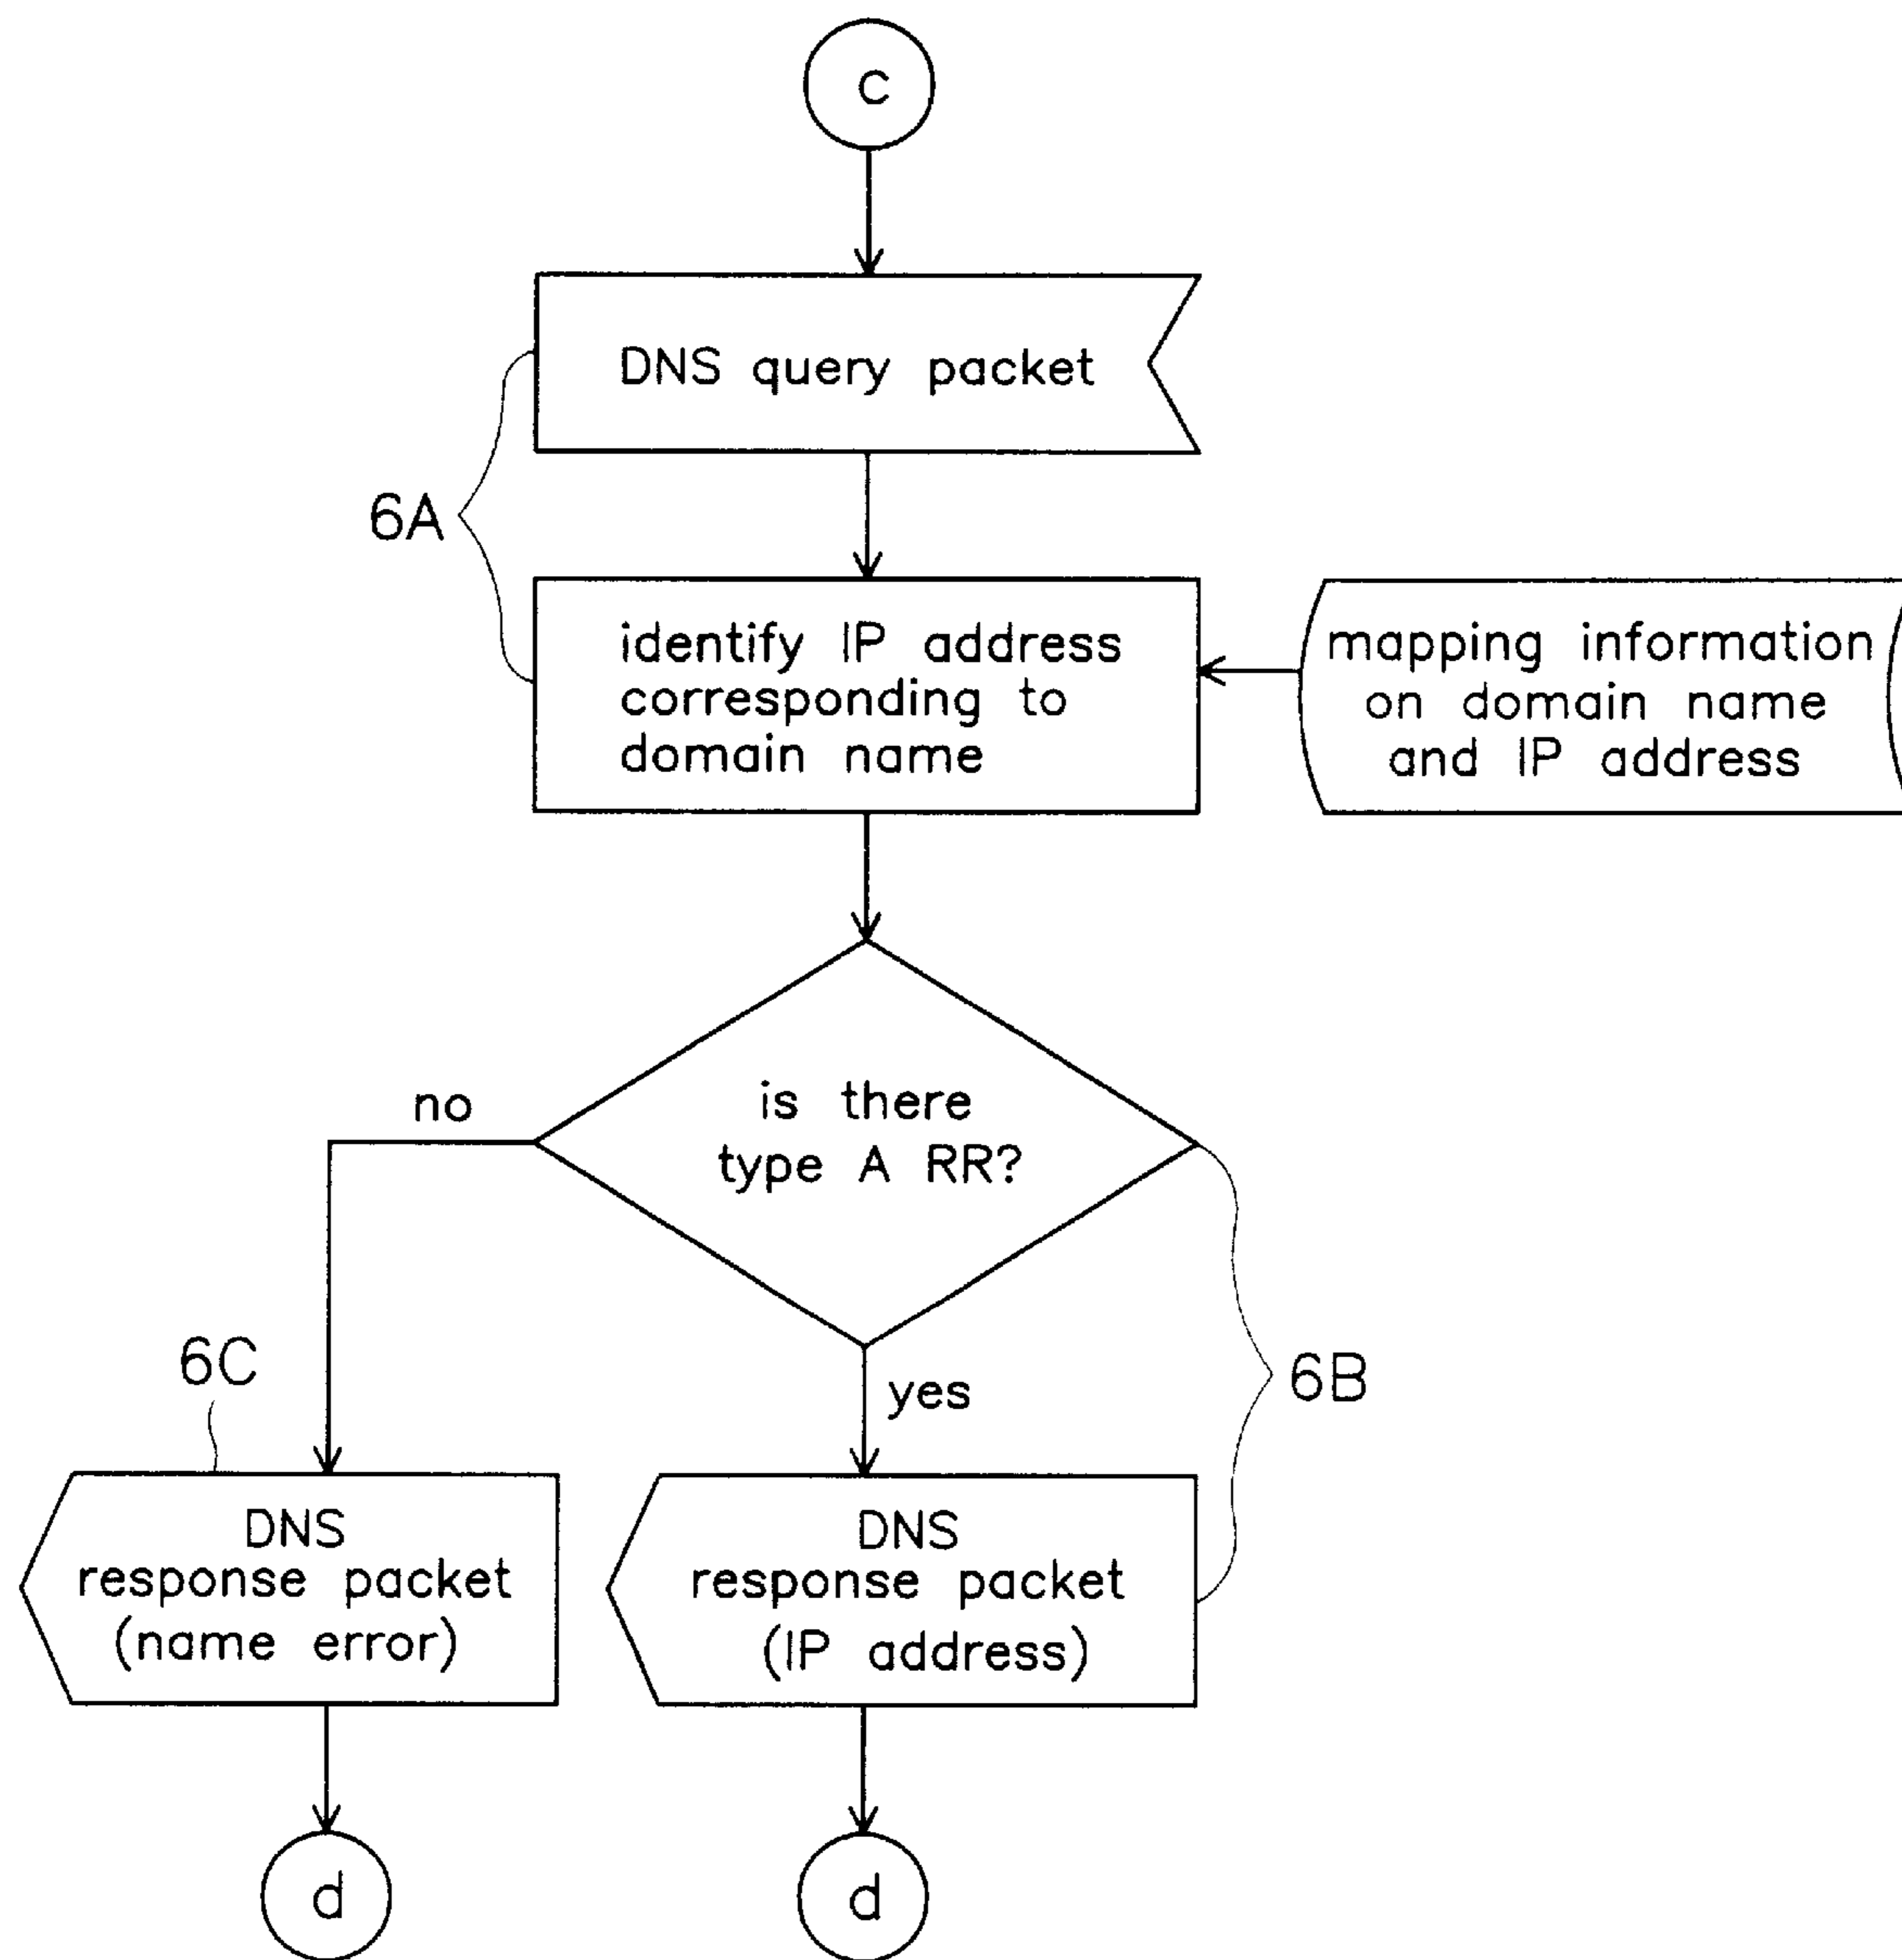 c
DNS query packet
6A
identify IP address
corresponding to
domain name
mapping information
on domain name
and IP address
is there
type A RR?
no
yes
6C
6B
DNS
response packet
(name error)
DNS
response packet
(IP address)
d
d